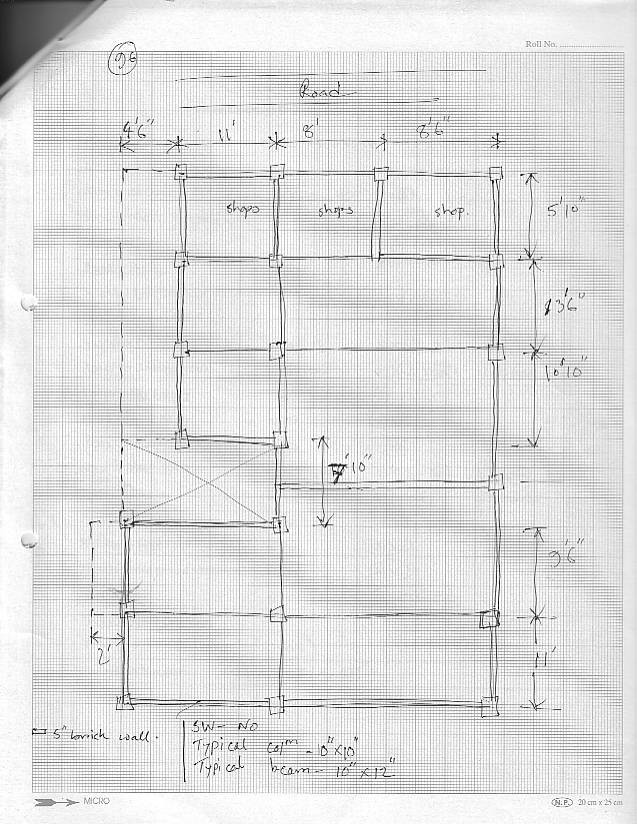 Roll No.
96
Road
4'6" 11' 8' 8'6"
shops shops shop.
5'10"
13'6"
10'10"
7'10"
9'6"
2'
11'
5" brick wall.
SW- NO
Typical colm - 10"x10"
Typical beam - 10"x12"
MICRO
N.P. 20 cm x 25 cm